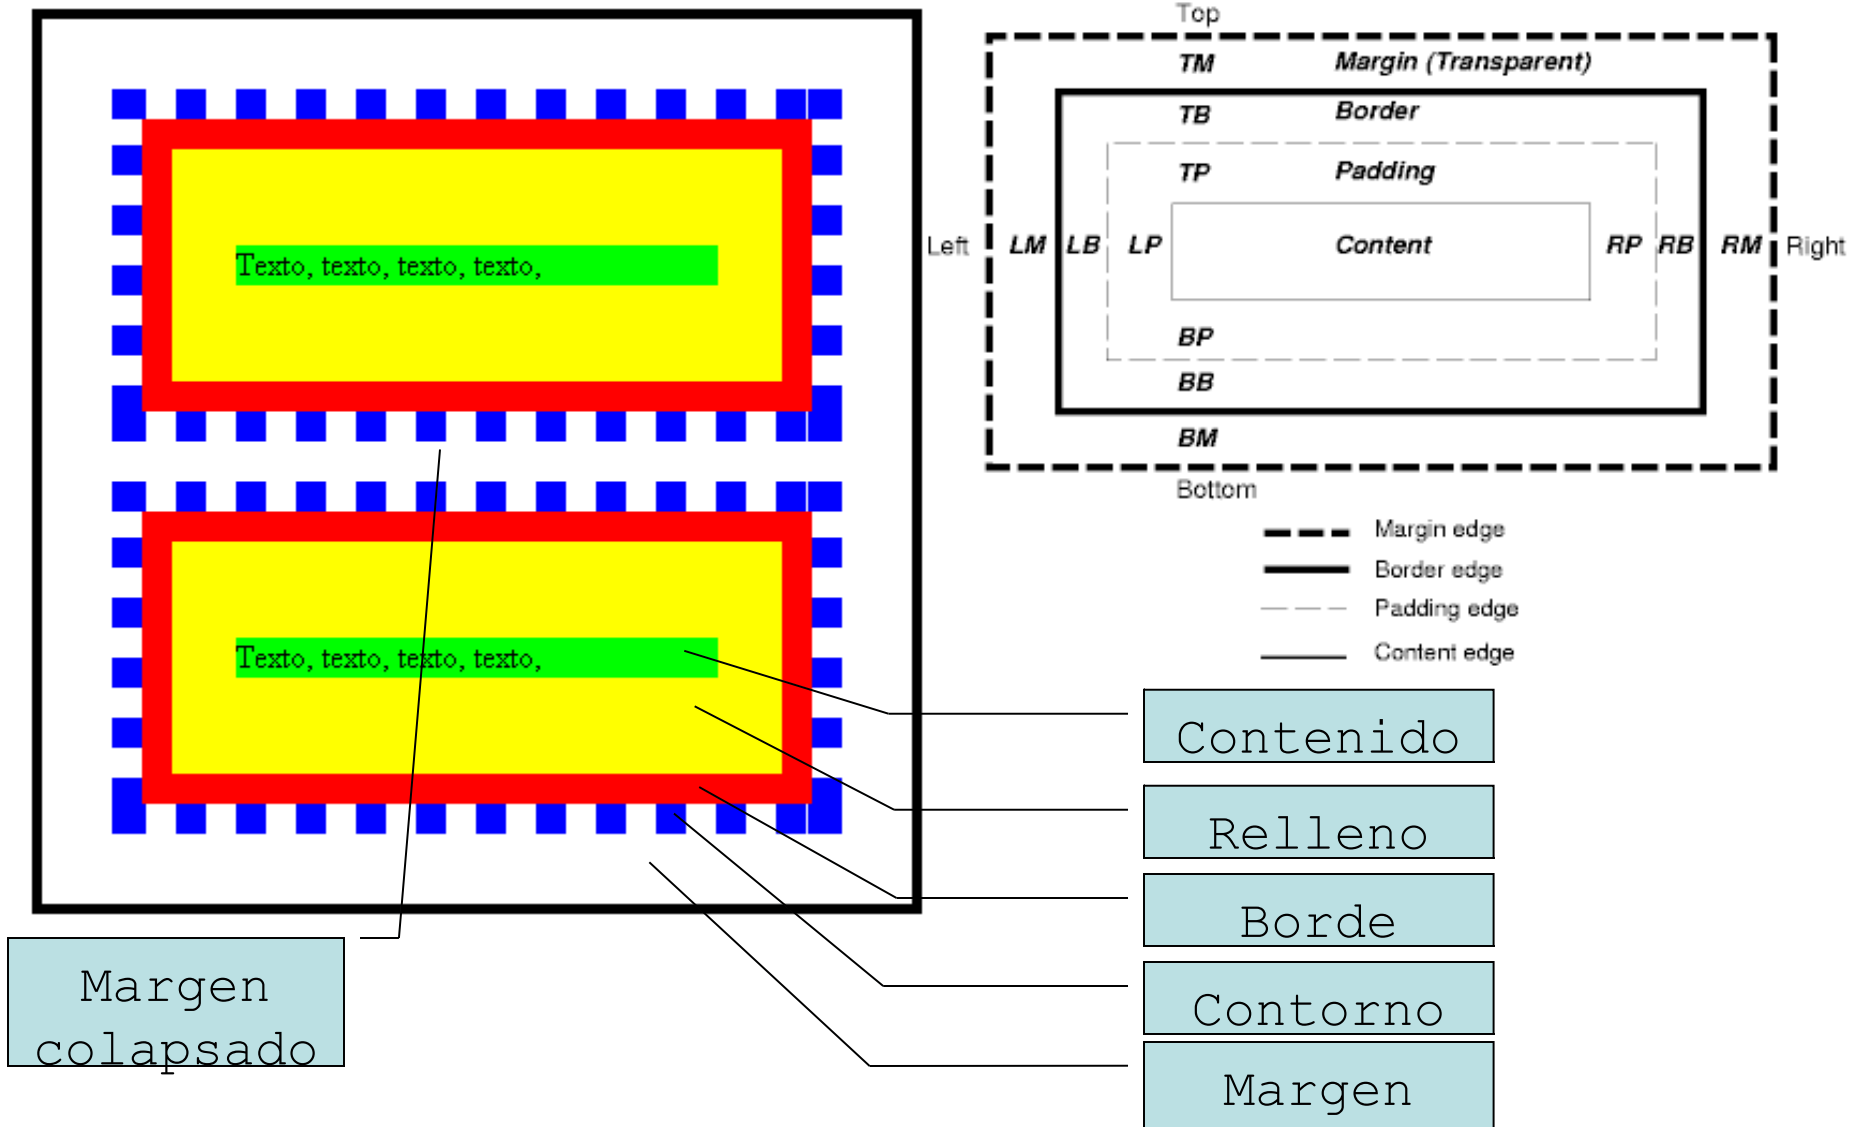 Texto, texto, texto, texto,
Texto, texto, texto, texto,
Margen
colapsado
Top
TM Margin (Transparent)
TB Border
TP Padding
Left LM LB LP Content RP RB RM Right
BP
BB
BM
Bottom
Margin edge
Border edge
Padding edge
Content edge
Contenido
Relleno
Borde
Contorno
Margen